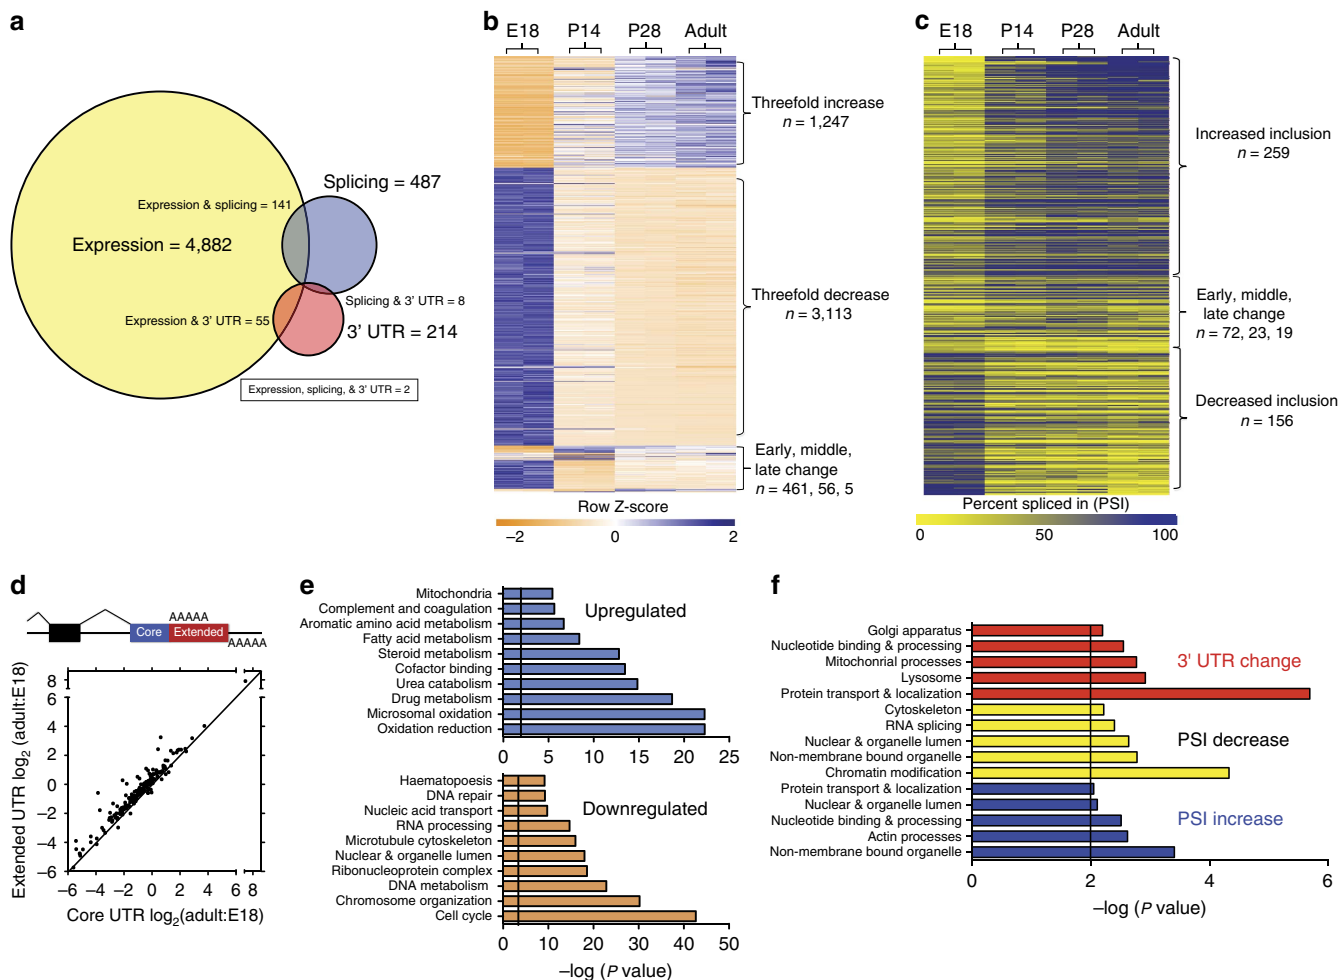 a
Splicing = 487
Expression & splicing = 141
Expression = 4,882
Splicing & 3' UTR = 8
Expression & 3' UTR = 55
3' UTR = 214
Expression, splicing, & 3' UTR = 2
b
E18 P14 P28 Adult
Threefold increase
n = 1,247
Threefold decrease
n = 3,113
Early, middle,
late change
n = 461, 56, 5
Row Z-score
−2 0 2
c
E18 P14 P28 Adult
Increased inclusion
n = 259
Early, middle,
late change
n = 72, 23, 19
Decreased inclusion
n = 156
Percent spliced in (PSI)
0 50 100
d
AAAAA
Core Extended
AAAAA
Extended UTR log2 (adult:E18)
8
6
4
2
0
−2
−4
−6
−6 −4 −2 0 2 4 6 8
Core UTR log2(adult:E18)
e
Upregulated
Mitochondria
Complement and coagulation
Aromatic amino acid metabolism
Fatty acid metabolism
Steroid metabolism
Cofactor binding
Urea catabolism
Drug metabolism
Microsomal oxidation
Oxidation reduction
0 5 10 15 20 25
Downregulated
Haematopoesis
DNA repair
Nucleic acid transport
RNA processing
Microtubule cytoskeleton
Nuclear & organelle lumen
Ribonucleoprotein complex
DNA metabolism
Chromosome organization
Cell cycle
0 10 20 30 40 50
−log (P value)
f
3' UTR change
Golgi apparatus
Nucleotide binding & processing
Mitochonrial processes
Lysosome
Protein transport & localization
PSI decrease
Cytoskeleton
RNA splicing
Nuclear & organelle lumen
Non-membrane bound organelle
Chromatin modification
PSI increase
Protein transport & localization
Nuclear & organelle lumen
Nucleotide binding & processing
Actin processes
Non-membrane bound organelle
0 2 4 6
−log (P value)